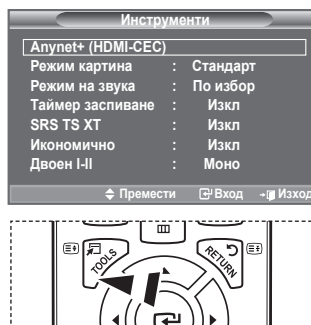 Инструменти
Anynet+ (HDMI-CEC)
Режим картина : Стандарт
Режим на звука : По избор
Таймер заспиване : Изкл
SRS TS XT : Изкл
Икономично : Изкл
Двоен I-II : Моно
Премести Вход Изход
TOOLS RETURN